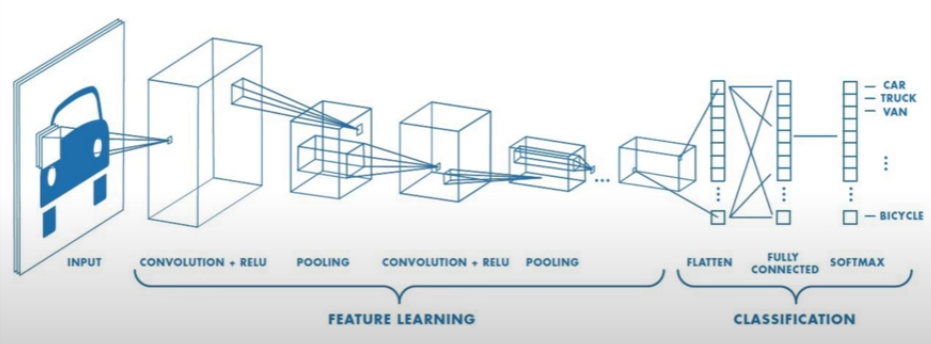 CAR
TRUCK
VAN
BICYCLE
INPUT
CONVOLUTION + RELU
POOLING
CONVOLUTION + RELU
POOLING
FLATTEN
FULLY
CONNECTED
SOFTMAX
FEATURE LEARNING
CLASSIFICATION